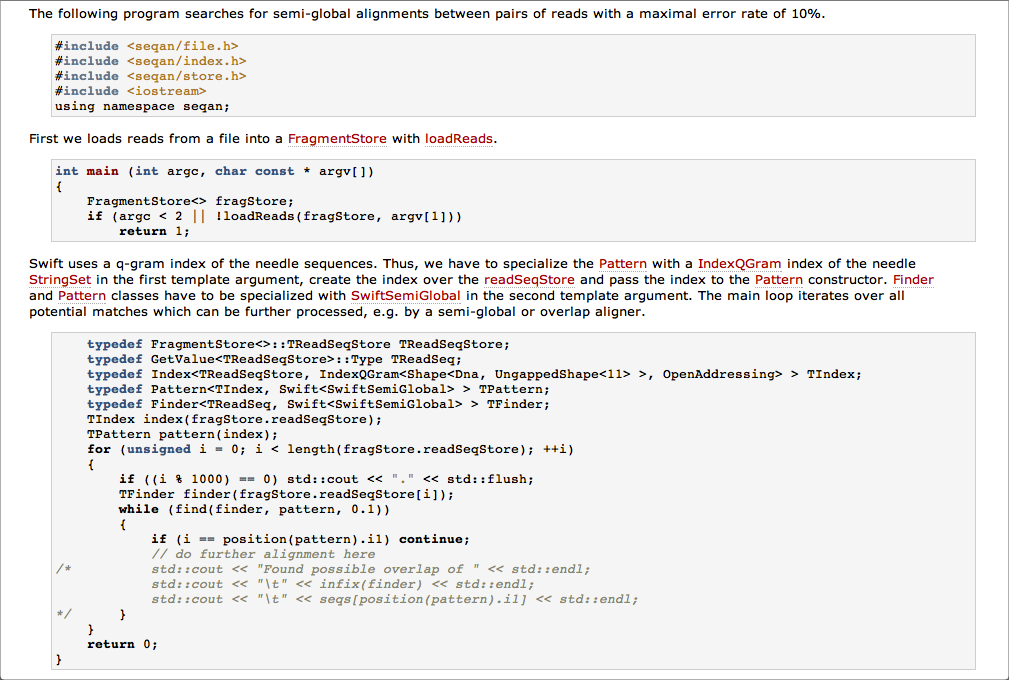 The following program searches for semi-global alignments between pairs of reads with a maximal error rate of 10%.
#include <seqan/file.h>
#include <seqan/index.h>
#include <seqan/store.h>
#include <iostream>
using namespace seqan;
First we loads reads from a file into a FragmentStore with loadReads.
int main (int argc, char const * argv[])
{
    FragmentStore<> fragStore;
    if (argc < 2 || !loadReads(fragStore, argv[1]))
        return 1;
Swift uses a q-gram index of the needle sequences. Thus, we have to specialize the Pattern with a IndexQGram index of the needle
StringSet in the first template argument, create the index over the readSeqStore and pass the index to the Pattern constructor. Finder
and Pattern classes have to be specialized with SwiftSemiGlobal in the second template argument. The main loop iterates over all
potential matches which can be further processed, e.g. by a semi-global or overlap aligner.
    typedef FragmentStore<>::TReadSeqStore TReadSeqStore;
    typedef GetValue<TReadSeqStore>::Type TReadSeq;
    typedef Index<TReadSeqStore, IndexQGram<Shape<Dna, UngappedShape<11> >, OpenAddressing> > TIndex;
    typedef Pattern<TIndex, Swift<SwiftSemiGlobal> > TPattern;
    typedef Finder<TReadSeq, Swift<SwiftSemiGlobal> > TFinder;
    TIndex index(fragStore.readSeqStore);
    TPattern pattern(index);
    for (unsigned i = 0; i < length(fragStore.readSeqStore); ++i)
    {
        if ((i % 1000) == 0) std::cout << "." << std::flush;
        TFinder finder(fragStore.readSeqStore[i]);
        while (find(finder, pattern, 0.1))
        {
            if (i == position(pattern).i1) continue;
            // do further alignment here
/*          std::cout << "Found possible overlap of " << std::endl;
            std::cout << "\t" << infix(finder) << std::endl;
            std::cout << "\t" << seqs[position(pattern).i1] << std::endl;
*/      }
    }
    return 0;
}